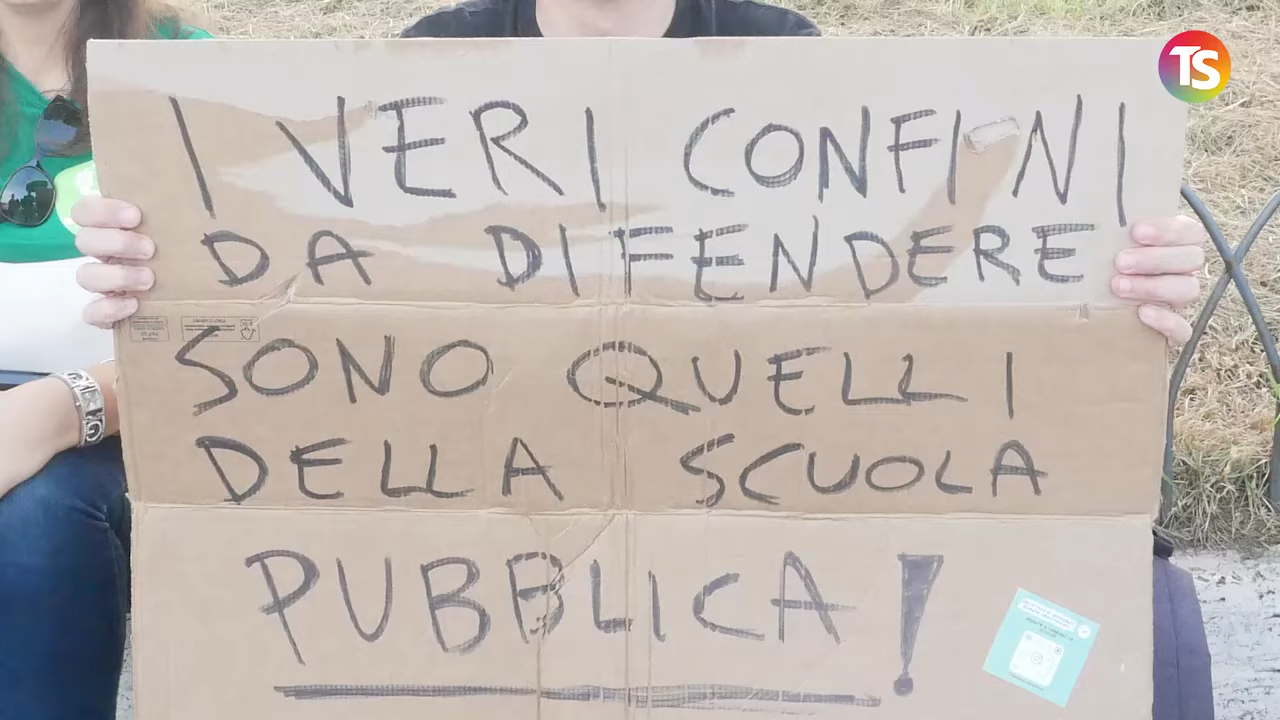 TS
I VERI CONFINI
DA DIFENDERE
SONO QUELLI
DELLA SCUOLA
PUBBLICA!